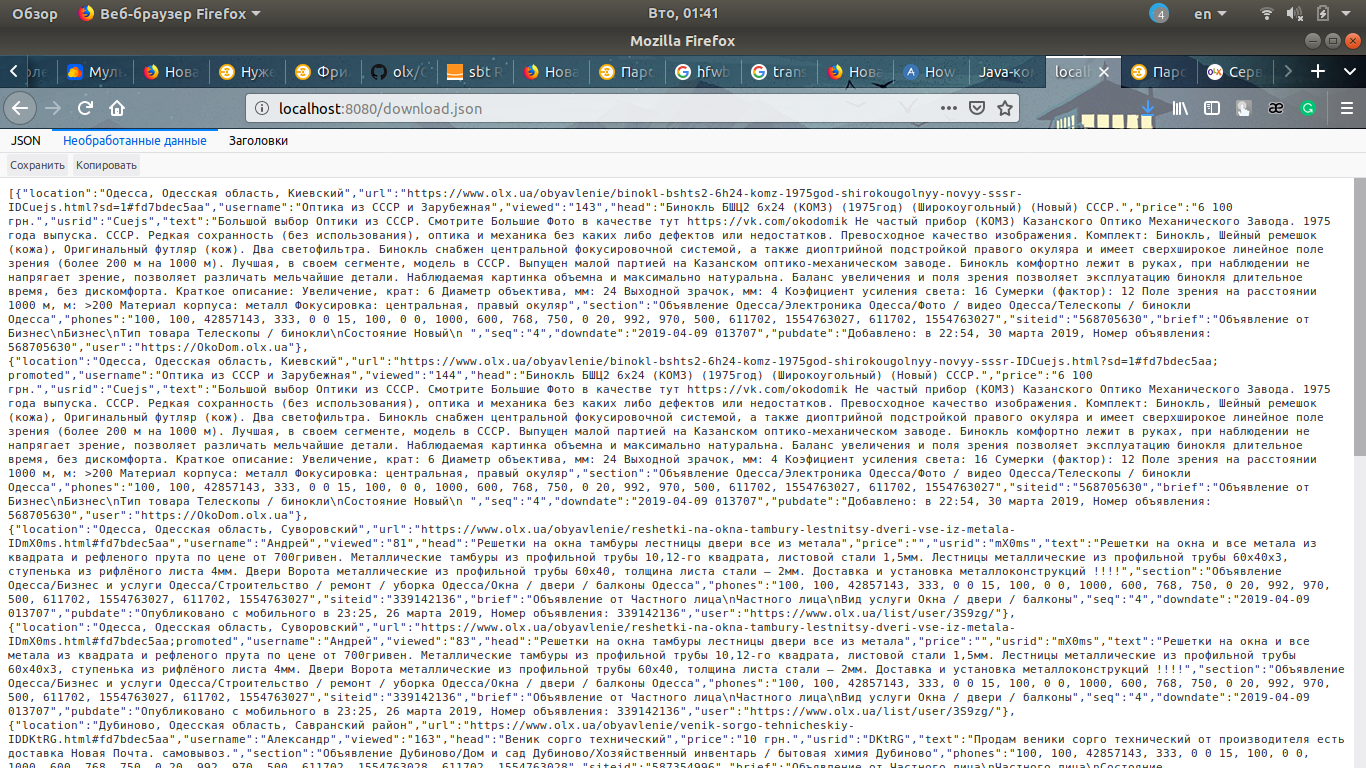 Обзор Веб-браузер Firefox Вто, 01:41 4 en
Mozilla Firefox
Мул Нова Нуже Фри. olx/ sbt R Нова Парс hfwb trans Нова How Java-ко локall Парс Серв
localhost:8080/download.json
JSON Необработанные данные Заголовки
Сохранить Копировать
[{"location":"Одесса, Одесская область, Киевский","url":"https://www.olx.ua/obyavlenie/binokl-bshts2-6h24-komz-1975god-shirokougolnyy-novyy-sssr-
IDCuejs.html?sd=1#fd7bdec5aa","username":"Оптика из СССР и Зарубежная","viewed":"143","head":"Бинокль БШЦ2 6х24 (КОМЗ) (1975год) (Широкоугольный) (Новый) СССР.","price":"6 100
грн.","usrid":"Cuejs","text":"Большой выбор Оптики из СССР. Смотрите Большие Фото в качестве тут https://vk.com/okodomik Не частый прибор (КОМЗ) Казанского Оптико Механического Завода. 1975
года выпуска. СССР. Редкая сохранность (без использования), оптика и механика без каких либо дефектов или недостатков. Превосходное качество изображения. Комплект: Бинокль, Шейный ремешок
(кожа), Оригинальный футляр (кож). Два светофильтра. Бинокль снабжен центральной фокусировочной системой, а также диоптрийной подстройкой правого окуляра и имеет сверхширокое линейное поле
зрения (более 200 м на 1000 м). Лучшая, в своем сегменте, модель в СССР. Выпущен малой партией на Казанском оптико-механическом заводе. Бинокль комфортно лежит в руках, при наблюдении не
напрягает зрение, позволяет различать мельчайшие детали. Наблюдаемая картинка объемна и максимально натуральна. Баланс увеличения и поля зрения позволяет эксплуатацию бинокля длительное
время, без дискомфорта. Краткое описание: Увеличение, крат: 6 Диаметр объектива, мм: 24 Выходной зрачок, мм: 4 Коэфициент усиления света: 16 Сумерки (фактор): 12 Поле зрения на расстоянии
1000 м, м: >200 Материал корпуса: металл Фокусировка: центральная, правый окуляр","section":"Объявление Одесса/Электроника Одесса/Фото / видео Одесса/Телескопы / бинокли
Одесса","phones":"100, 100, 42857143, 333, 0 0 15, 100, 0 0, 1000, 600, 768, 750, 0 20, 992, 970, 500, 611702, 1554763027, 611702, 1554763027","siteid":"568705630","brief":"Объявление от
Бизнес\nБизнес\nТип товара Телескопы / бинокли\nСостояние Новый\n ","seq":"4","downdate":"2019-04-09 013707","pubdate":"Добавлено: в 22:54, 30 марта 2019, Номер объявления:
568705630","user":"https://OkoDom.olx.ua"},
{"location":"Одесса, Одесская область, Киевский","url":"https://www.olx.ua/obyavlenie/binokl-bshts2-6h24-komz-1975god-shirokougolnyy-novyy-sssr-IDCuejs.html?sd=1#fd7bdec5aa;
promoted","username":"Оптика из СССР и Зарубежная","viewed":"144","head":"Бинокль БШЦ2 6х24 (КОМЗ) (1975год) (Широкоугольный) (Новый) СССР.","price":"6 100
грн.","usrid":"Cuejs","text":"Большой выбор Оптики из СССР. Смотрите Большие Фото в качестве тут https://vk.com/okodomik Не частый прибор (КОМЗ) Казанского Оптико Механического Завода. 1975
года выпуска. СССР. Редкая сохранность (без использования), оптика и механика без каких либо дефектов или недостатков. Превосходное качество изображения. Комплект: Бинокль, Шейный ремешок
(кожа), Оригинальный футляр (кож). Два светофильтра. Бинокль снабжен центральной фокусировочной системой, а также диоптрийной подстройкой правого окуляра и имеет сверхширокое линейное поле
зрения (более 200 м на 1000 м). Лучшая, в своем сегменте, модель в СССР. Выпущен малой партией на Казанском оптико-механическом заводе. Бинокль комфортно лежит в руках, при наблюдении не
напрягает зрение, позволяет различать мельчайшие детали. Наблюдаемая картинка объемна и максимально натуральна. Баланс увеличения и поля зрения позволяет эксплуатацию бинокля длительное
время, без дискомфорта. Краткое описание: Увеличение, крат: 6 Диаметр объектива, мм: 24 Выходной зрачок, мм: 4 Коэфициент усиления света: 16 Сумерки (фактор): 12 Поле зрения на расстоянии
1000 м, м: >200 Материал корпуса: металл Фокусировка: центральная, правый окуляр","section":"Объявление Одесса/Электроника Одесса/Фото / видео Одесса/Телескопы / бинокли
Одесса","phones":"100, 100, 42857143, 333, 0 0 15, 100, 0 0, 1000, 600, 768, 750, 0 20, 992, 970, 500, 611702, 1554763027, 611702, 1554763027","siteid":"568705630","brief":"Объявление от
Бизнес\nБизнес\nТип товара Телескопы / бинокли\nСостояние Новый\n ","seq":"4","downdate":"2019-04-09 013707","pubdate":"Добавлено: в 22:54, 30 марта 2019, Номер объявления:
568705630","user":"https://OkoDom.olx.ua"},
{"location":"Одесса, Одесская область, Суворовский","url":"https://www.olx.ua/obyavlenie/reshetki-na-okna-tambury-lestnitsy-dveri-vse-iz-metala-
IDmX0ms.html#fd7bdec5aa","username":"Андрей","viewed":"81","head":"Решетки на окна тамбуры лестницы двери все из метала","price":"","usrid":"mX0ms","text":"Решетки на окна и все метала из
квадрата и рефленого прута по цене от 700гривен. Металлические тамбуры из профильной трубы 10,12-го квадрата, листовой стали 1,5мм. Лестницы металлические из профильной трубы 60х40х3,
ступенька из рифлёного листа 4мм. Двери Ворота металлические из профильной трубы 60х40, толщина листа стали – 2мм. Доставка и установка металоконструкций !!!!","section":"Объявление
Одесса/Бизнес и услуги Одесса/Строительство / ремонт / уборка Одесса/Окна / двери / балконы Одесса","phones":"100, 100, 42857143, 333, 0 0 15, 100, 0 0, 1000, 600, 768, 750, 0 20, 992, 970,
500, 611702, 1554763027, 611702, 1554763027","siteid":"339142136","brief":"Объявление от Частного лица\nЧастного лица\nВид услуги Окна / двери / балконы","seq":"4","downdate":"2019-04-09
013707","pubdate":"Опубликовано с мобильного в 23:25, 26 марта 2019, Номер объявления: 339142136","user":"https://www.olx.ua/list/user/3S9zg/"},
{"location":"Одесса, Одесская область, Суворовский","url":"https://www.olx.ua/obyavlenie/reshetki-na-okna-tambury-lestnitsy-dveri-vse-iz-metala-
IDmX0ms.html#fd7bdec5aa;promoted","username":"Андрей","viewed":"83","head":"Решетки на окна тамбуры лестницы двери все из метала","price":"","usrid":"mX0ms","text":"Решетки на окна и все
метала из квадрата и рефленого прута по цене от 700гривен. Металлические тамбуры из профильной трубы 10,12-го квадрата, листовой стали 1,5мм. Лестницы металлические из профильной трубы
60х40х3, ступенька из рифлёного листа 4мм. Двери Ворота металлические из профильной трубы 60х40, толщина листа стали – 2мм. Доставка и установка металоконструкций !!!!","section":"Объявление
Одесса/Бизнес и услуги Одесса/Строительство / ремонт / уборка Одесса/Окна / двери / балконы Одесса","phones":"100, 100, 42857143, 333, 0 0 15, 100, 0 0, 1000, 600, 768, 750, 0 20, 992, 970,
500, 611702, 1554763027, 611702, 1554763027","siteid":"339142136","brief":"Объявление от Частного лица\nЧастного лица\nВид услуги Окна / двери / балконы","seq":"4","downdate":"2019-04-09
013707","pubdate":"Опубликовано с мобильного в 23:25, 26 марта 2019, Номер объявления: 339142136","user":"https://www.olx.ua/list/user/3S9zg/"},
{"location":"Дубиново, Одесская область, Савранский район","url":"https://www.olx.ua/obyavlenie/venik-sorgo-tehnicheskiy-
IDDKtRG.html#fd7bdec5aa","username":"Александр","viewed":"163","head":"Веник сорго технический","price":"10 грн.","usrid":"DKtRG","text":"Продам веники сорго технический от производителя есть
доставка Новая Почта. самовывоз.","section":"Объявление Дубиново/Дом и сад Дубиново/Хозяйственный инвентарь / бытовая химия Дубиново","phones":"100, 100, 42857143, 333, 0 0 15, 100, 0 0,
1000, 600, 768, 750, 0 20, 992, 970, 500, 611702, 1554763028, 611702, 1554763028","siteid":"587354996","brief":"Объявление от Частного лица\nЧастного лица\nСостояние